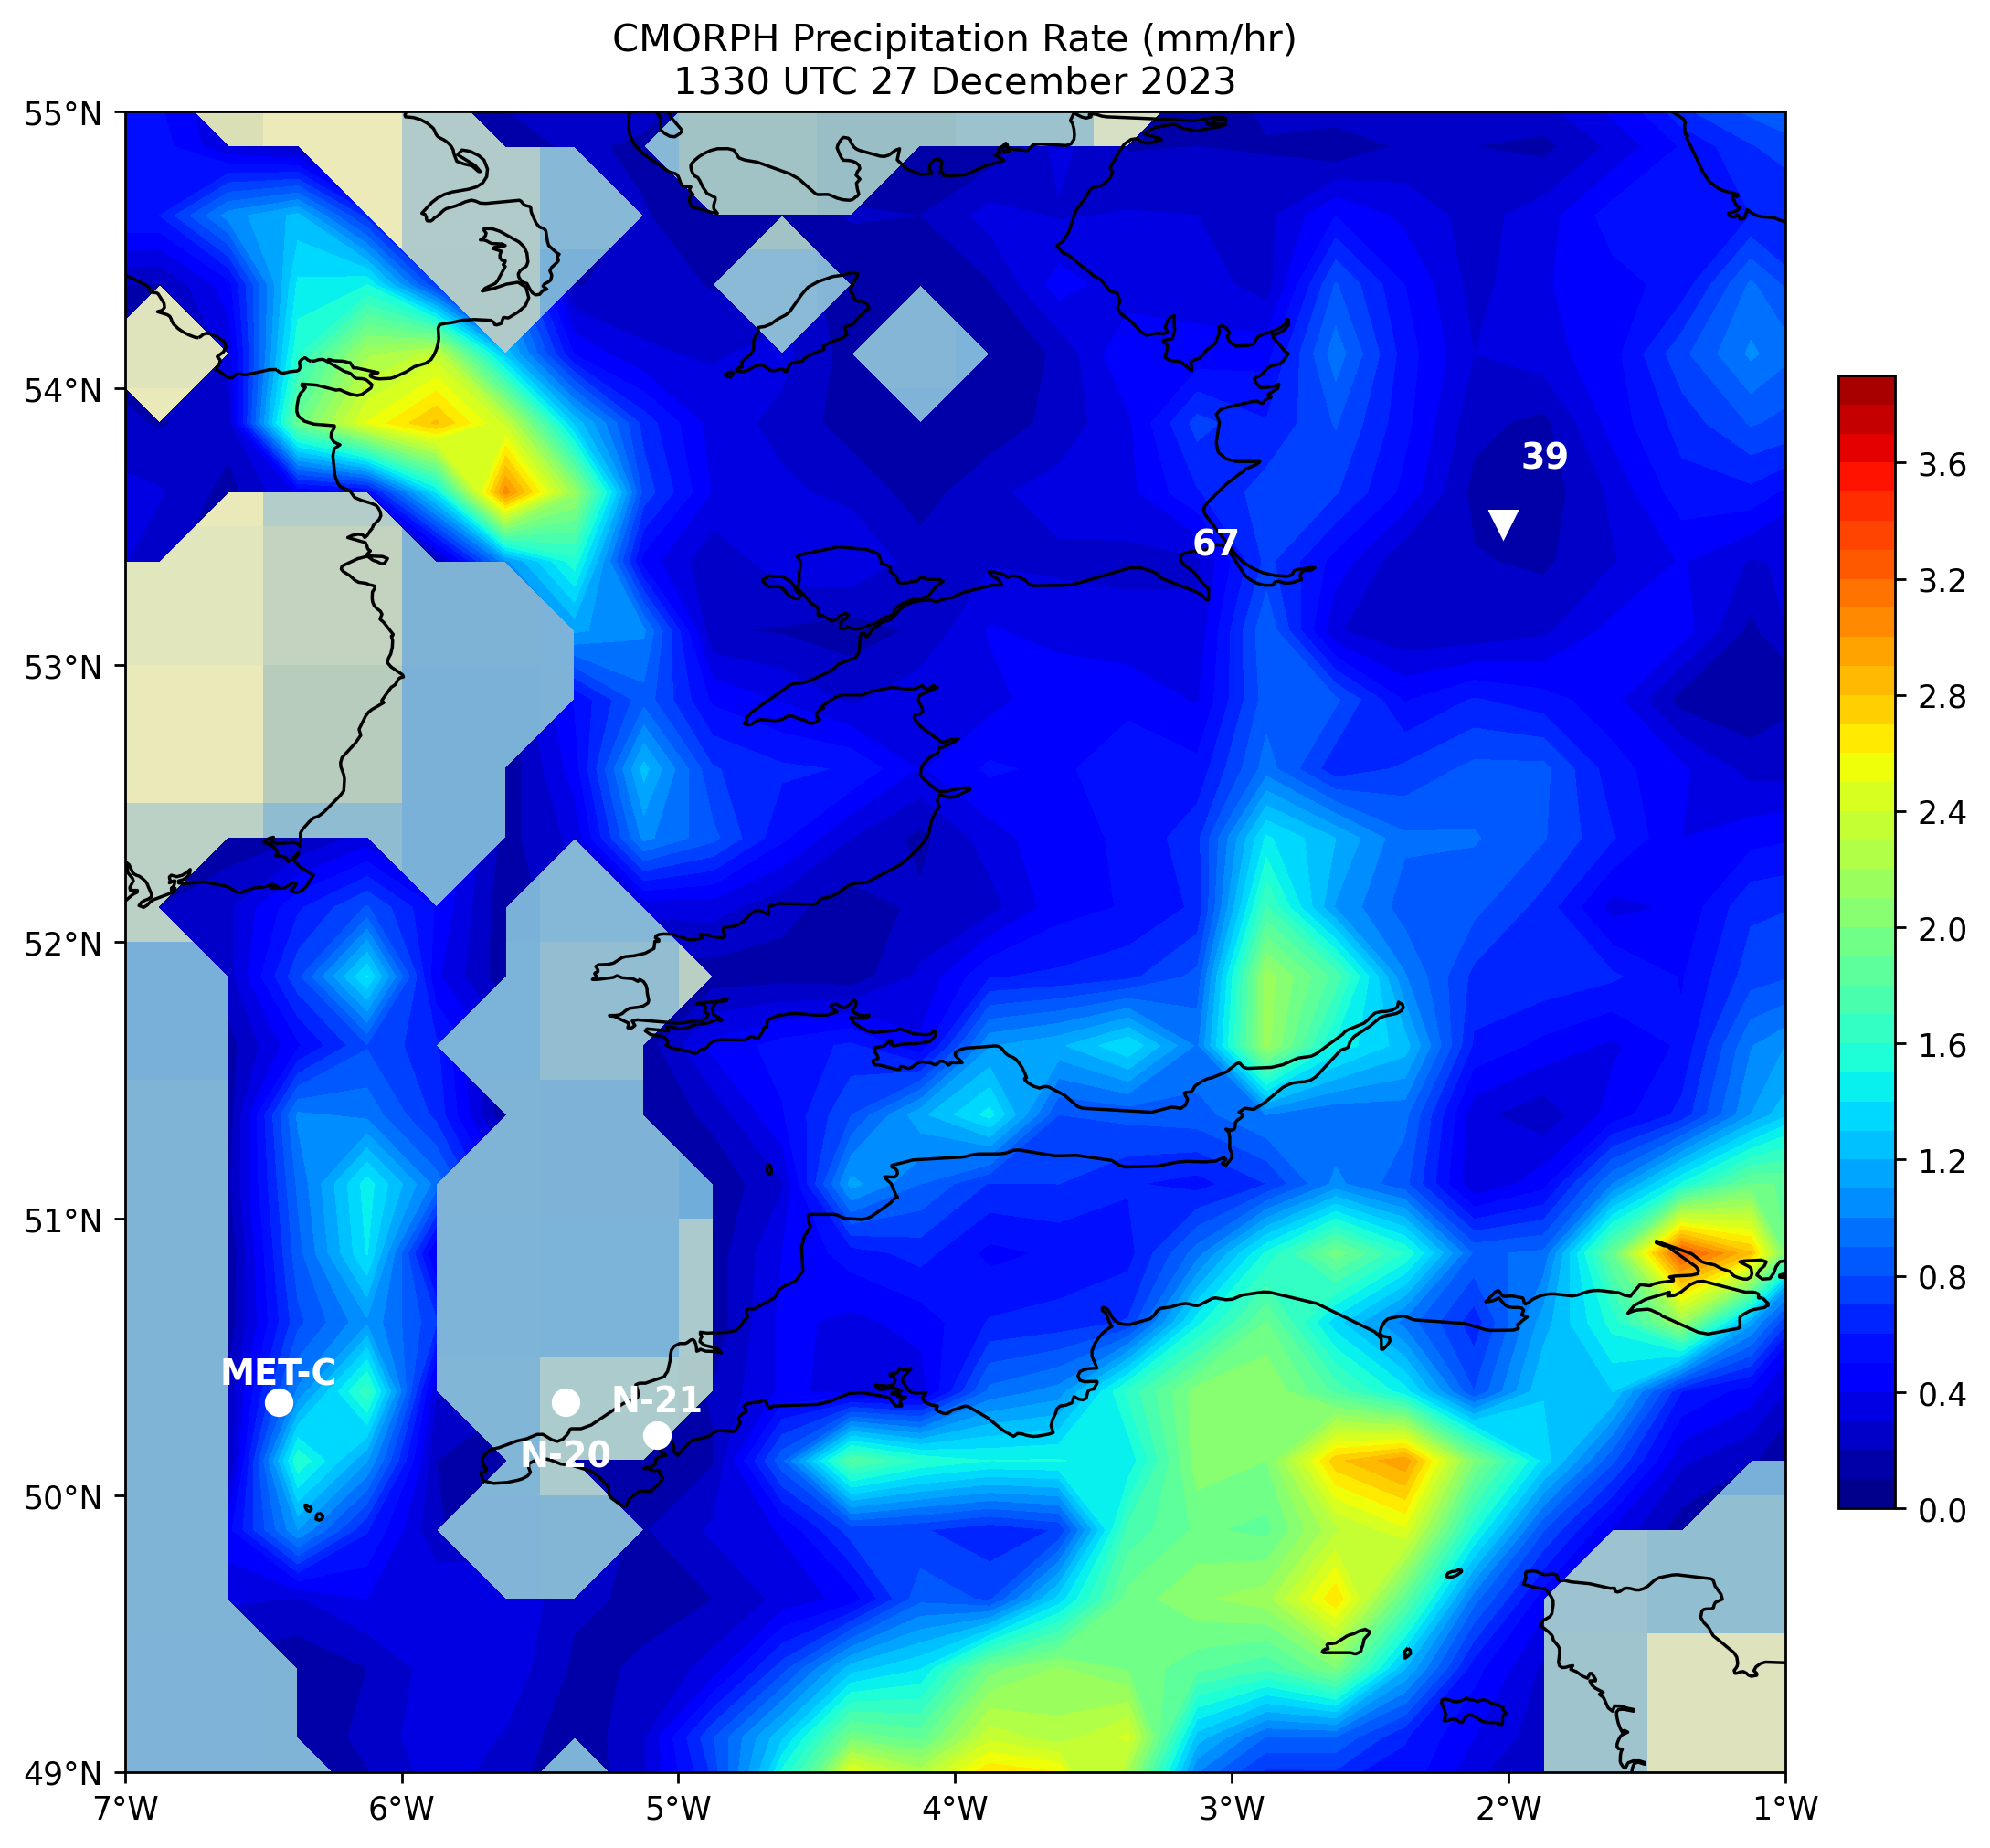 CMORPH Precipitation Rate (mm/hr)
1330 UTC 27 December 2023
55°N
54°N
53°N
52°N
51°N
50°N
49°N
7°W
6°W
5°W
4°W
3°W
2°W
1°W
39
67
MET-C
N-21
N-20
3.6
3.2
2.8
2.4
2.0
1.6
1.2
0.8
0.4
0.0